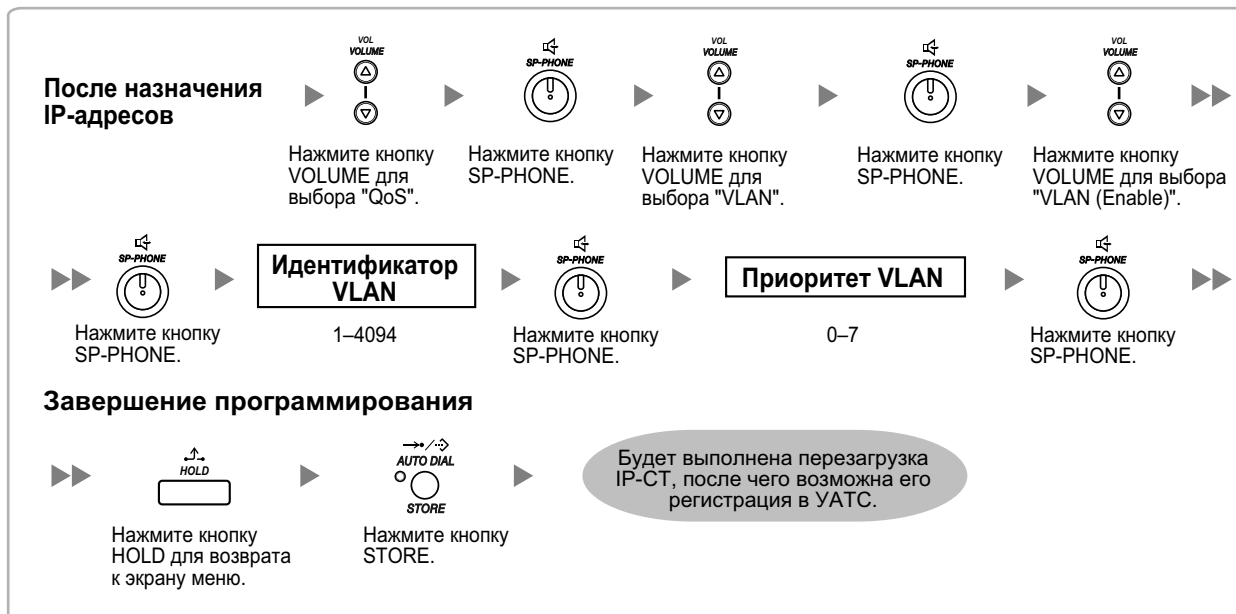 После назначения
IP-адресов
VOL
VOLUME
SP-PHONE
VOL
VOLUME
SP-PHONE
VOL
VOLUME
Нажмите кнопку
VOLUME для
выбора "QoS".
Нажмите кнопку
SP-PHONE.
Нажмите кнопку
VOLUME для
выбора "VLAN".
Нажмите кнопку
SP-PHONE.
Нажмите кнопку
VOLUME для выбора
"VLAN (Enable)".
SP-PHONE
Нажмите кнопку
SP-PHONE.
Идентификатор
VLAN
1–4094
SP-PHONE
Нажмите кнопку
SP-PHONE.
Приоритет VLAN
0–7
SP-PHONE
Нажмите кнопку
SP-PHONE.
Завершение программирования
HOLD
Нажмите кнопку
HOLD для возврата
к экрану меню.
AUTO DIAL
STORE
Нажмите кнопку
STORE.
Будет выполнена перезагрузка
IP-СТ, после чего возможна его
регистрация в УАТС.